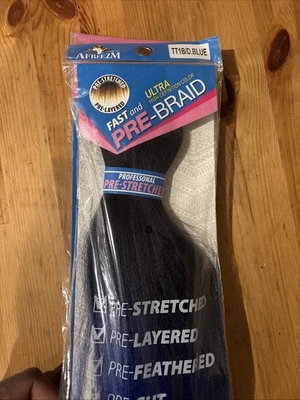 AFREEZM
TT1B/D.BLUE
PRE-STRETCHED
PRE-LAYERED
ULTRA
FAST and
PRE-BRAID
PROFESSIONAL
PRE-STRETCHED
PRE-STRETCHED
PRE-LAYERED
PRE-FEATHERED